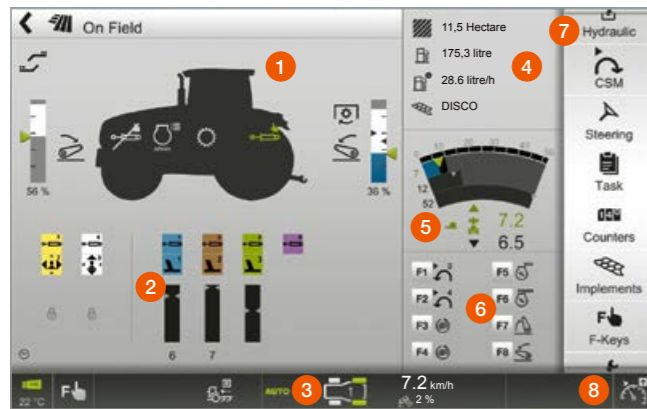 On Field
1
56 %
36 %
2
6 7
11,5 Hectare
175,3 litre
28.6 litre/h
DISCO
4
7
12
52
5
7.2
6.5
F1 F5
F2 F6
6
F3 F7
F4 F8
7
Hydraulic
CSM
Steering
Task
Counters
Implements
F-Keys
22 °C
F
AUTO
3
7.2 km/h
2 %
8